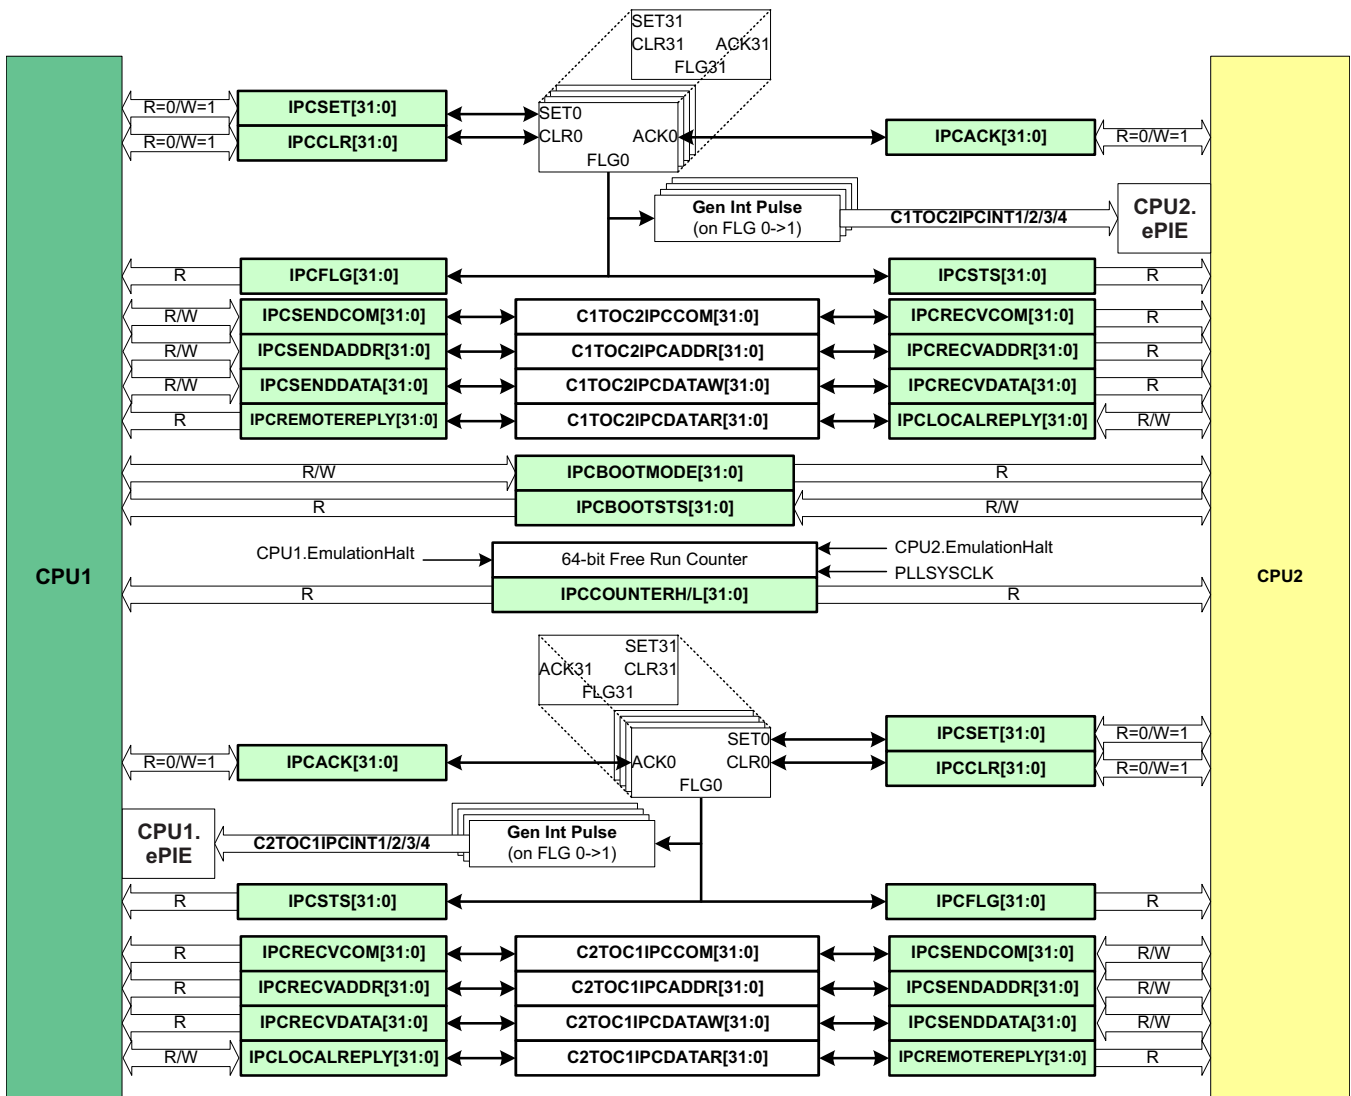 SET31
CLR31 ACK31
FLG31
R=0/W=1 IPCSET[31:0] SET0
R=0/W=1 IPCCLR[31:0] CLR0 ACK0 IPCACK[31:0] R=0/W=1
FLG0
Gen Int Pulse
(on FLG 0->1)
C1TOC2IPCINT1/2/3/4
CPU2.
ePIE
R IPCFLG[31:0] IPCSTS[31:0] R
R/W IPCSENDCOM[31:0] C1TOC2IPCCOM[31:0] IPCRECVCOM[31:0] R
R/W IPCSENDADDR[31:0] C1TOC2IPCADDR[31:0] IPCRECVADDR[31:0] R
R/W IPCSENDDATA[31:0] C1TOC2IPCDATAW[31:0] IPCRECVDATA[31:0] R
R IPCREMOTEREPLY[31:0] C1TOC2IPCDATAR[31:0] IPCLOCALREPLY[31:0] R/W
R/W IPCBOOTMODE[31:0] R
R IPCBOOTSTS[31:0] R/W
CPU1.EmulationHalt 64-bit Free Run Counter CPU2.EmulationHalt
PLLSYSCLK
CPU1
CPU2
R IPCCOUNTERH/L[31:0] R
SET31
ACK31 CLR31
FLG31
SET0 IPCSET[31:0] R=0/W=1
R=0/W=1 IPCACK[31:0] ACK0 CLR0 IPCCLR[31:0] R=0/W=1
FLG0
CPU1.
ePIE
C2TOC1IPCINT1/2/3/4
Gen Int Pulse
(on FLG 0->1)
R IPCSTS[31:0] IPCFLG[31:0] R
R IPCRECVCOM[31:0] C2TOC1IPCCOM[31:0] IPCSENDCOM[31:0] R/W
R IPCRECVADDR[31:0] C2TOC1IPCADDR[31:0] IPCSENDADDR[31:0] R/W
R IPCRECVDATA[31:0] C2TOC1IPCDATAW[31:0] IPCSENDDATA[31:0] R/W
R/W IPCLOCALREPLY[31:0] C2TOC1IPCDATAR[31:0] IPCREMOTEREPLY[31:0] R